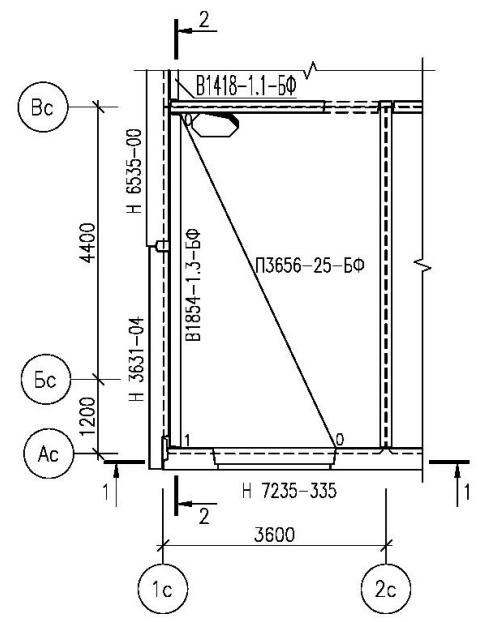 2
В1418-1.1-БФ
Вс
0
Н 6535-00
4400
В1854-1.3-БФ
П3656-25-БФ
Н 3631-04
Бс
1200
Ас
1
0
1
Н 7235-335
1
2
3600
1с
2с